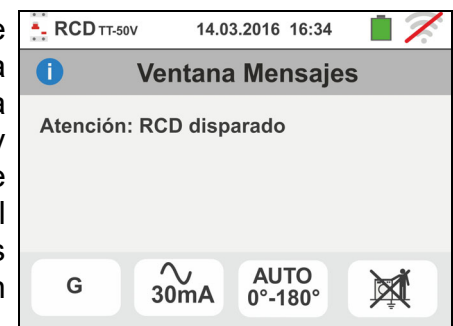 RCD TT-50V 14.03.2016 16:34
i Ventana Mensajes
Atención: RCD disparado
G 30mA AUTO
0°-180°